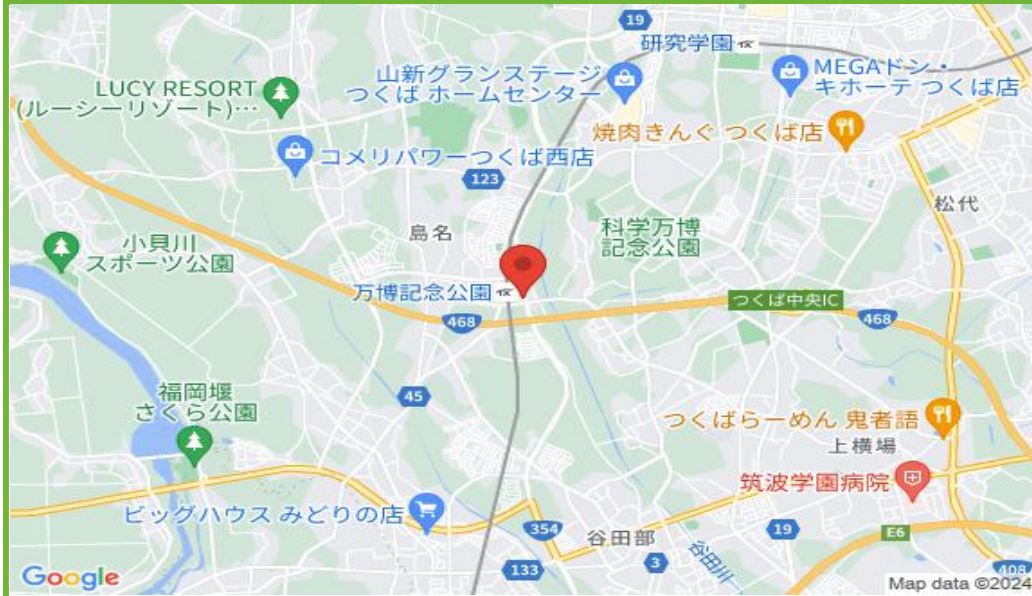 19
研究学園
山新グランステージ
つくば ホームセンター
MEGAドン・
キホーテ つくば店
LUCY RESORT
(ルーシーリゾート)…
焼肉きんぐ つくば店
コメリパワーつくば西店
123
松代
島名
科学万博
記念公園
小貝川
スポーツ公園
万博記念公園
つくば中央IC
468
468
45
福岡堰
さくら公園
つくばらーめん 鬼者語
上横場
筑波学園病院
ビッグハウス みどりの店
354
谷田部
19
E6
133
3
谷田川
408
Google
Map data ©2024